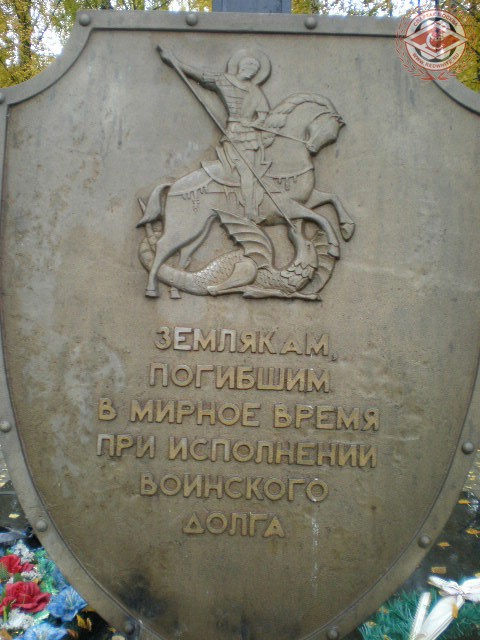 ЗЕМЛЯКАМ,
ПОГИБШИМ
В МИРНОЕ ВРЕМЯ
ПРИ ИСПОЛНЕНИИ
ВОИНСКОГО
ДОЛГА